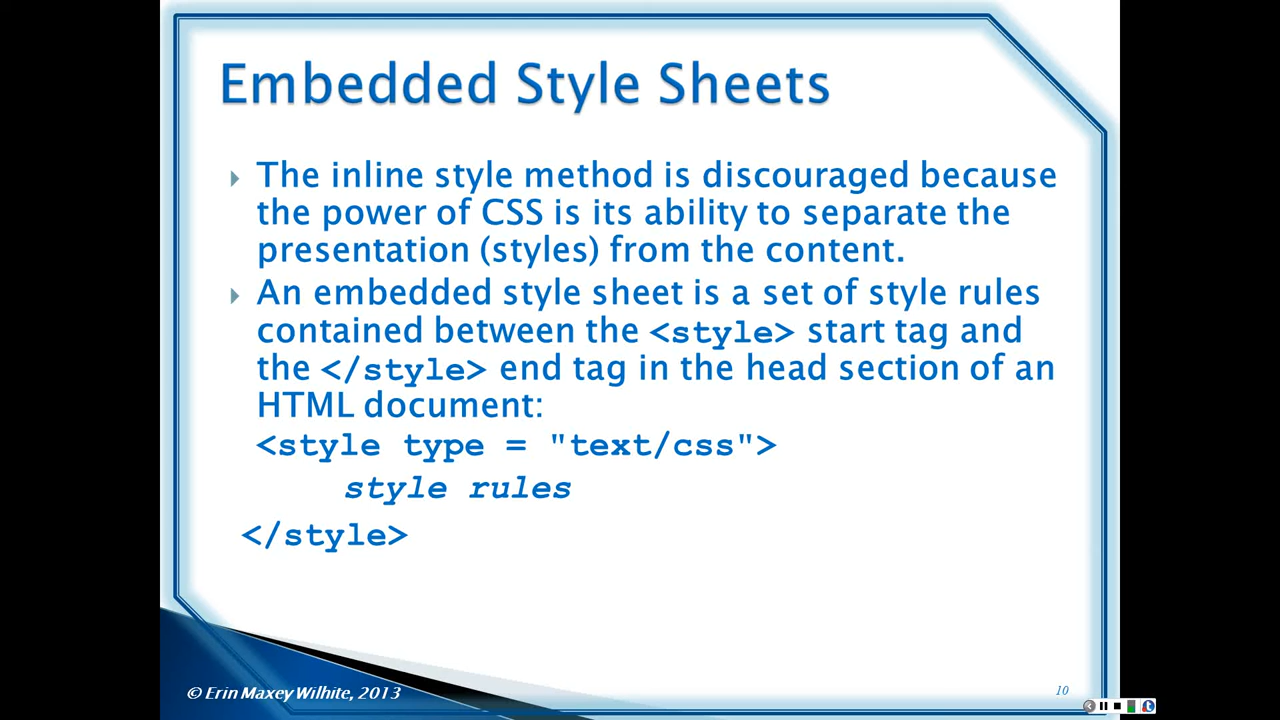 Embedded Style Sheets
The inline style method is discouraged because
the power of CSS is its ability to separate the
presentation (styles) from the content.
An embedded style sheet is a set of style rules
contained between the <style> start tag and
the </style> end tag in the head section of an
HTML document:
<style type = "text/css">
style rules
</style>
© Erin Maxey Wilhite, 2013
10